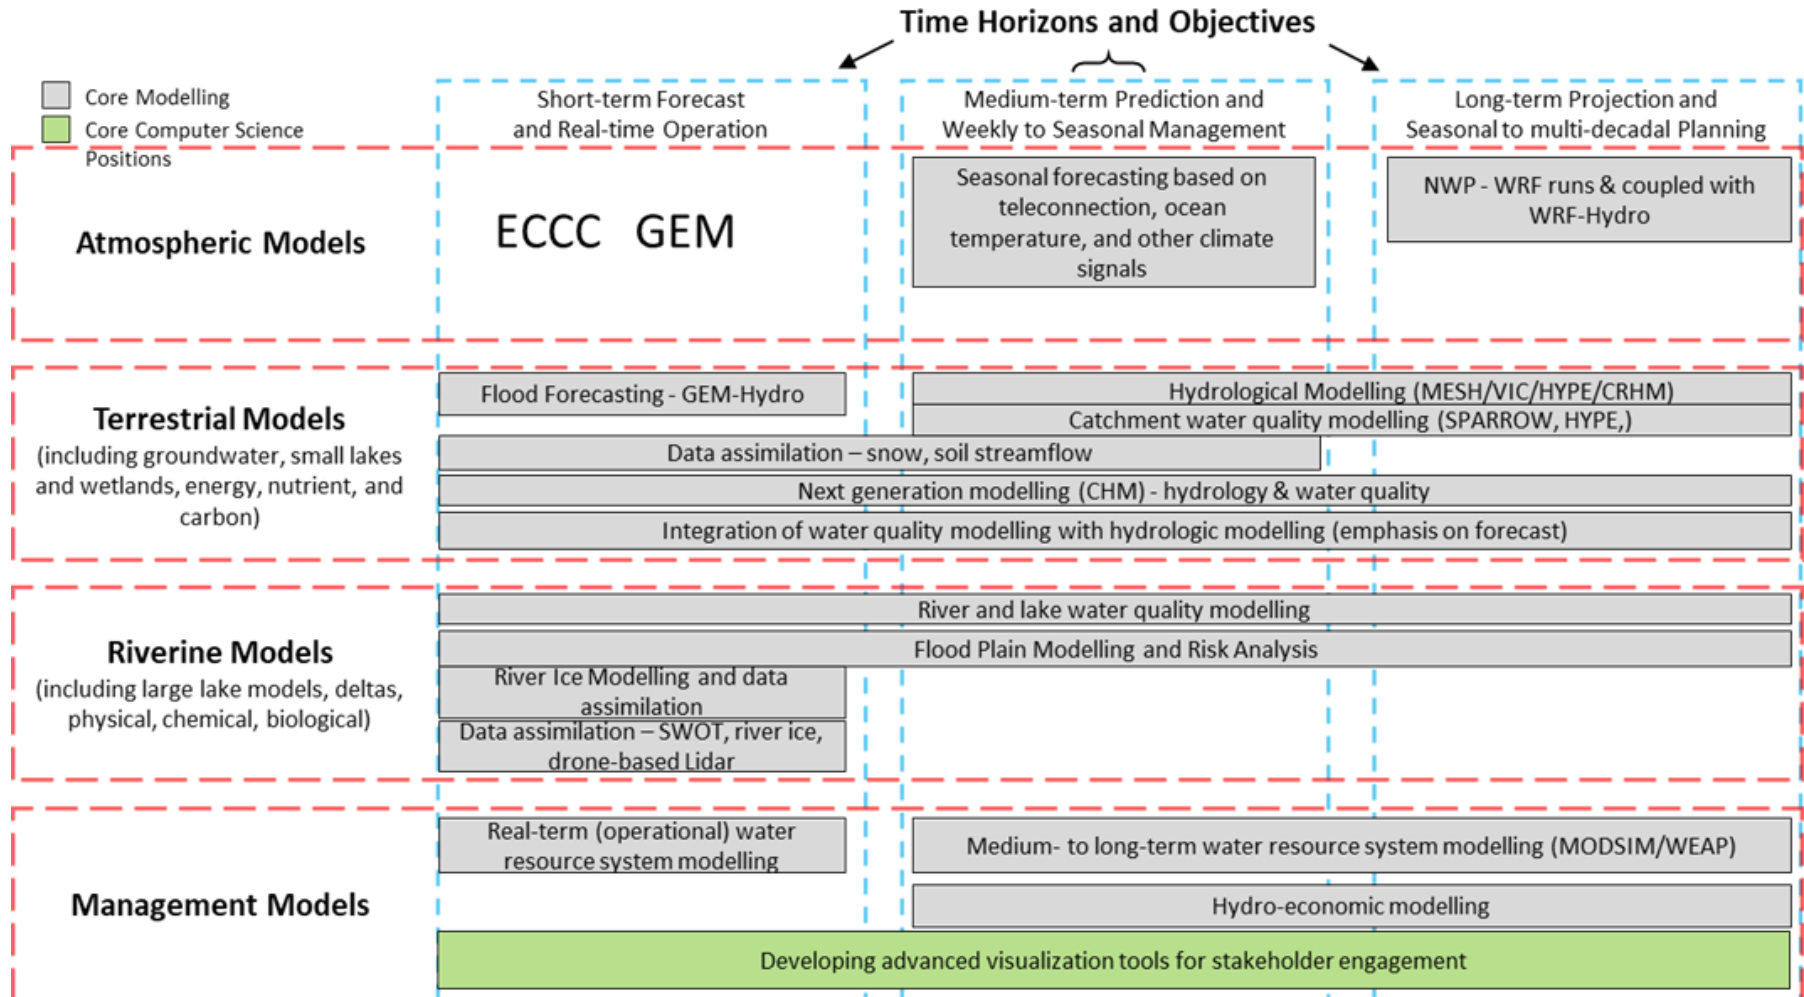 Time Horizons and Objectives
Core Modelling
Core Computer Science
Positions
Short-term Forecast
and Real-time Operation
Medium-term Prediction and
Weekly to Seasonal Management
Long-term Projection and
Seasonal to multi-decadal Planning
Atmospheric Models
ECCC GEM
Seasonal forecasting based on
teleconnection, ocean
temperature, and other climate
signals
NWP - WRF runs & coupled with
WRF-Hydro
Terrestrial Models
(including groundwater, small lakes
and wetlands, energy, nutrient, and
carbon)
Flood Forecasting - GEM-Hydro
Hydrological Modelling (MESH/VIC/HYPE/CRHM)
Catchment water quality modelling (SPARROW, HYPE,)
Data assimilation – snow, soil streamflow
Next generation modelling (CHM) - hydrology & water quality
Integration of water quality modelling with hydrologic modelling (emphasis on forecast)
Riverine Models
(including large lake models, deltas,
physical, chemical, biological)
River and lake water quality modelling
Flood Plain Modelling and Risk Analysis
River Ice Modelling and data
assimilation
Data assimilation – SWOT, river ice,
drone-based Lidar
Management Models
Real-term (operational) water
resource system modelling
Medium- to long-term water resource system modelling (MODSIM/WEAP)
Hydro-economic modelling
Developing advanced visualization tools for stakeholder engagement